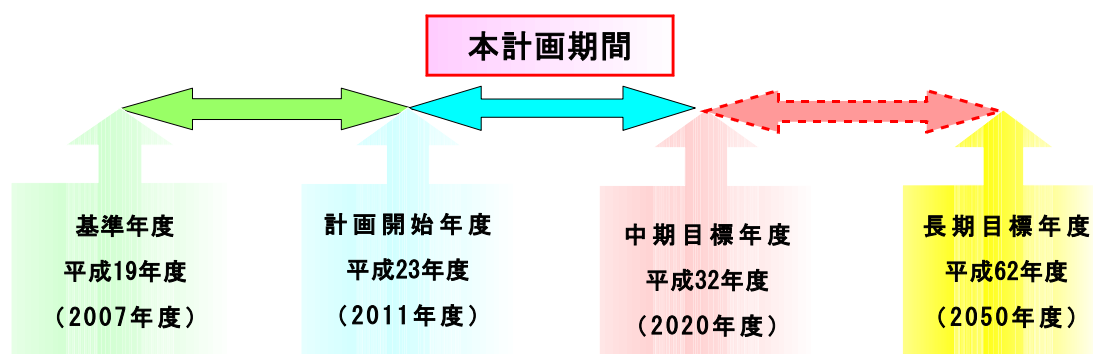 本計画期間
基準年度
平成19年度
（2007年度）
計画開始年度
平成23年度
（2011年度）
中期目標年度
平成32年度
（2020年度）
長期目標年度
平成62年度
（2050年度）